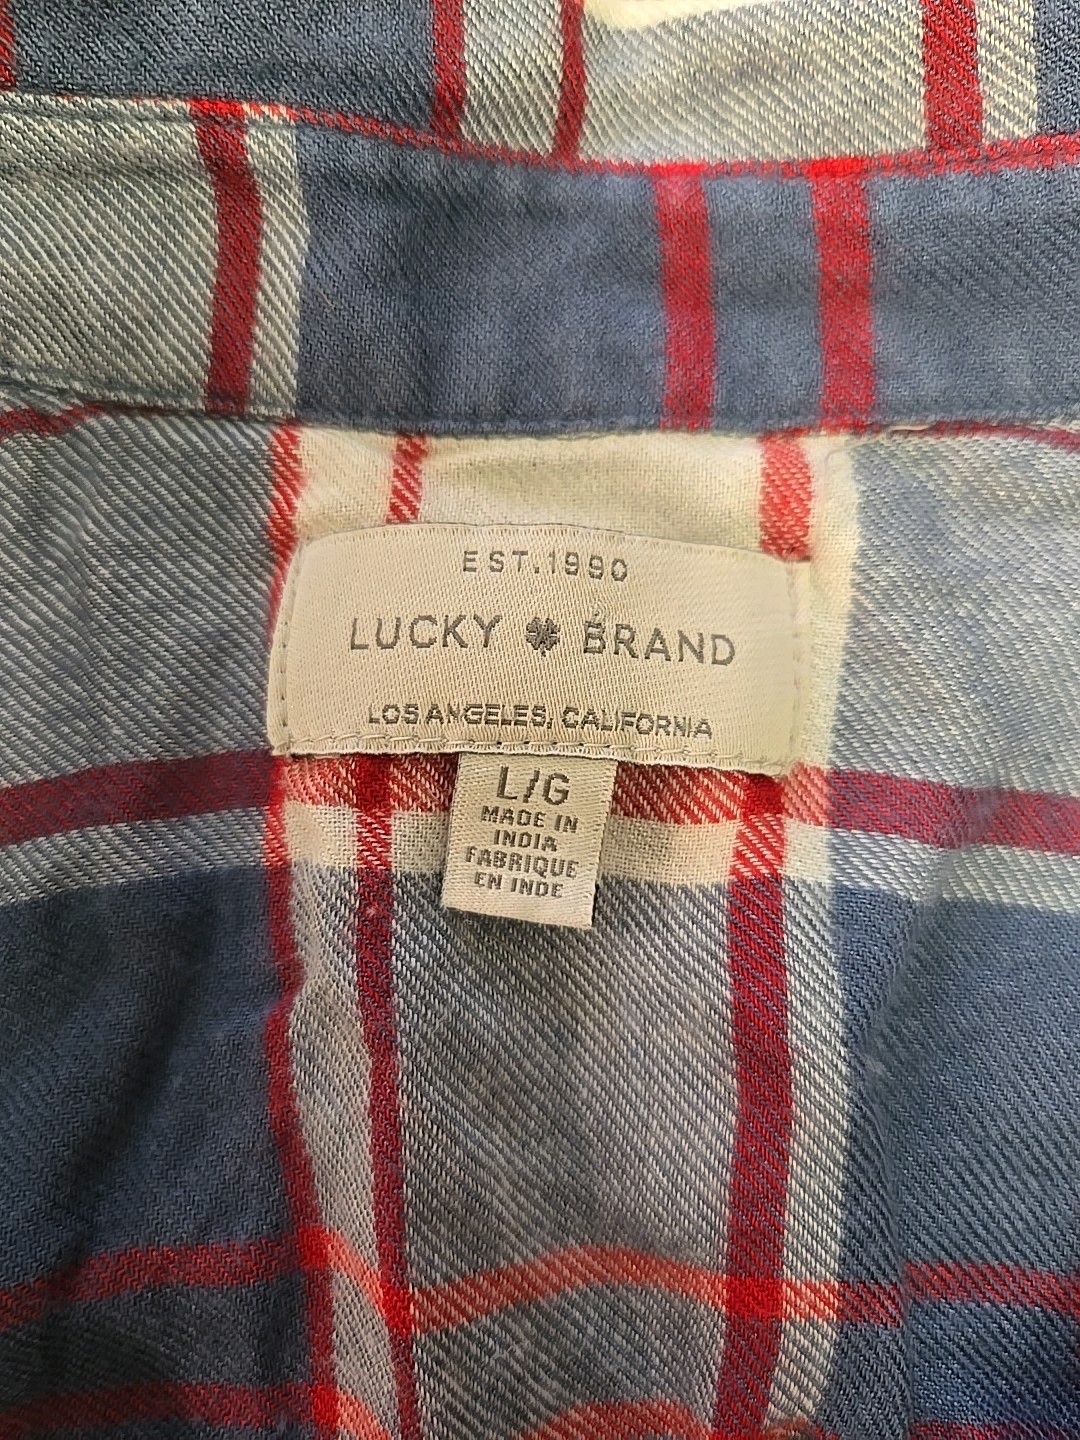 EST.1990
LUCKY BRAND
LOS ANGELES, CALIFORNIA
L/G
MADE IN
INDIA
FABRIQUE
EN INDE